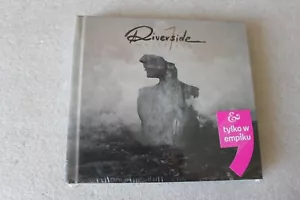 Riverside
&
tylko w
empiku